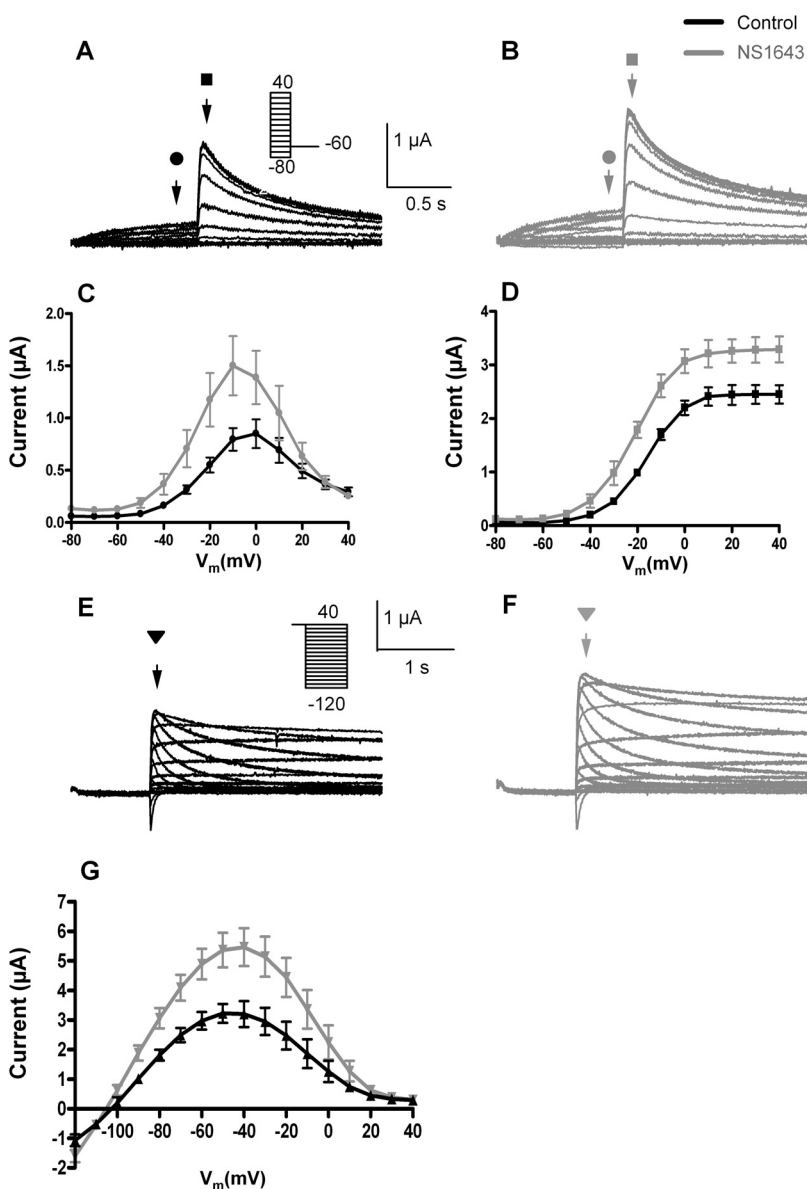 Control
NS1643
A
B
40
-60
-80
1 µA
0.5 s
C
D
Current (µA)
2.0
1.5
1.0
0.5
0.0
-80 -60 -40 -20 0 20 40
Vm(mV)
Current (µA)
4
3
2
1
0
-80 -60 -40 -20 0 20 40
Vm(mV)
E
F
40
-120
1 µA
1 s
G
Current (µA)
7
6
5
4
3
2
1
0
-1
-2
-100 -80 -60 -40 -20 0 20 40
Vm(mV)